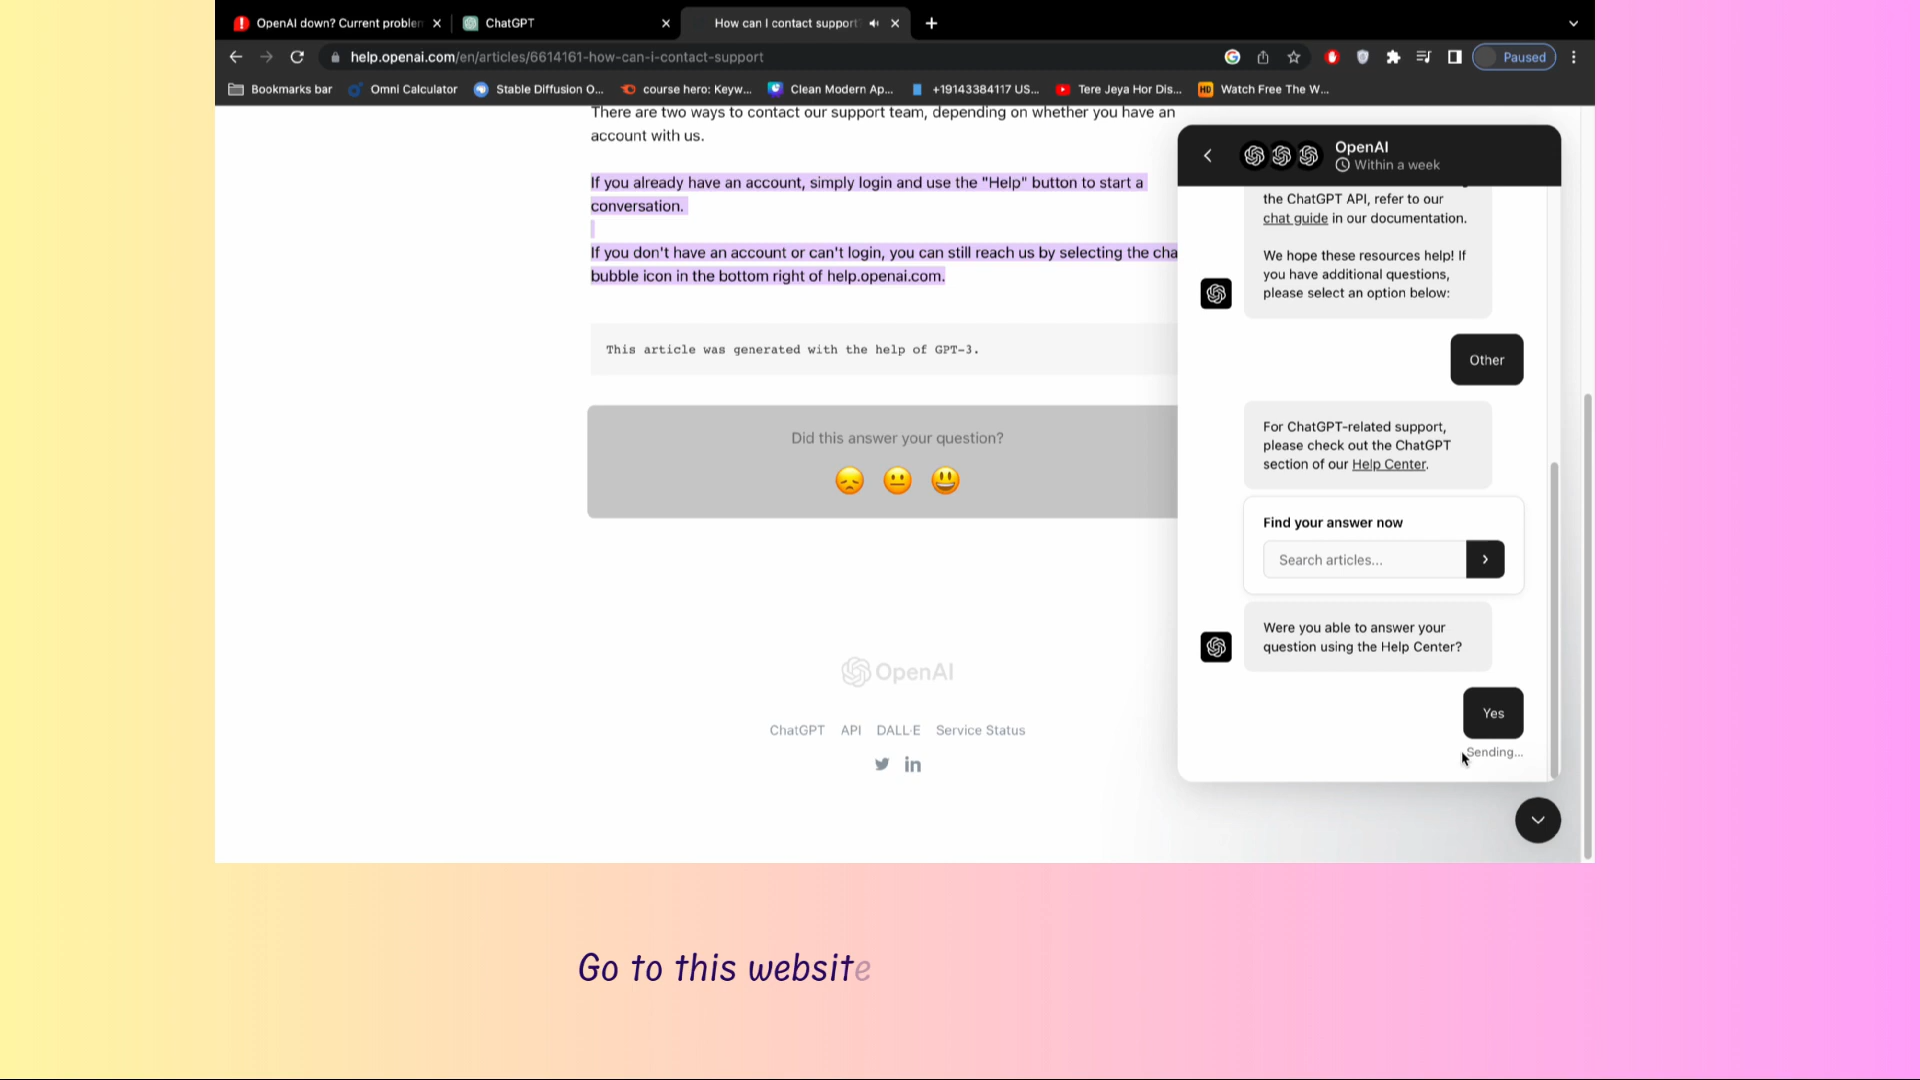 OpenAI down? Current problen
ChatGPT
How can I contact support
help.openai.com/en/articles/6614161-how-can-i-contact-support
Paused
Bookmarks bar
Omni Calculator
Stable Diffusion O...
course hero: Keyw...
Clean Modern Ap...
+19143384117 US...
Tere Jeya Hor Dis...
HD
Watch Free The W...
There are two ways to contact our support team, depending on whether you have an
account with us.
If you already have an account, simply login and use the "Help" button to start a
conversation.
If you don't have an account or can't login, you can still reach us by selecting the cha
bubble icon in the bottom right of help.openai.com.
This article was generated with the help of GPT-3.
Did this answer your question?
OpenAI
ChatGPT API DALL·E Service Status
OpenAI
Within a week
the ChatGPT API, refer to our
chat guide in our documentation.
We hope these resources help! If
you have additional questions,
please select an option below:
Other
For ChatGPT-related support,
please check out the ChatGPT
section of our Help Center.
Find your answer now
Search articles...
Were you able to answer your
question using the Help Center?
Yes
Sending...
Go to this website